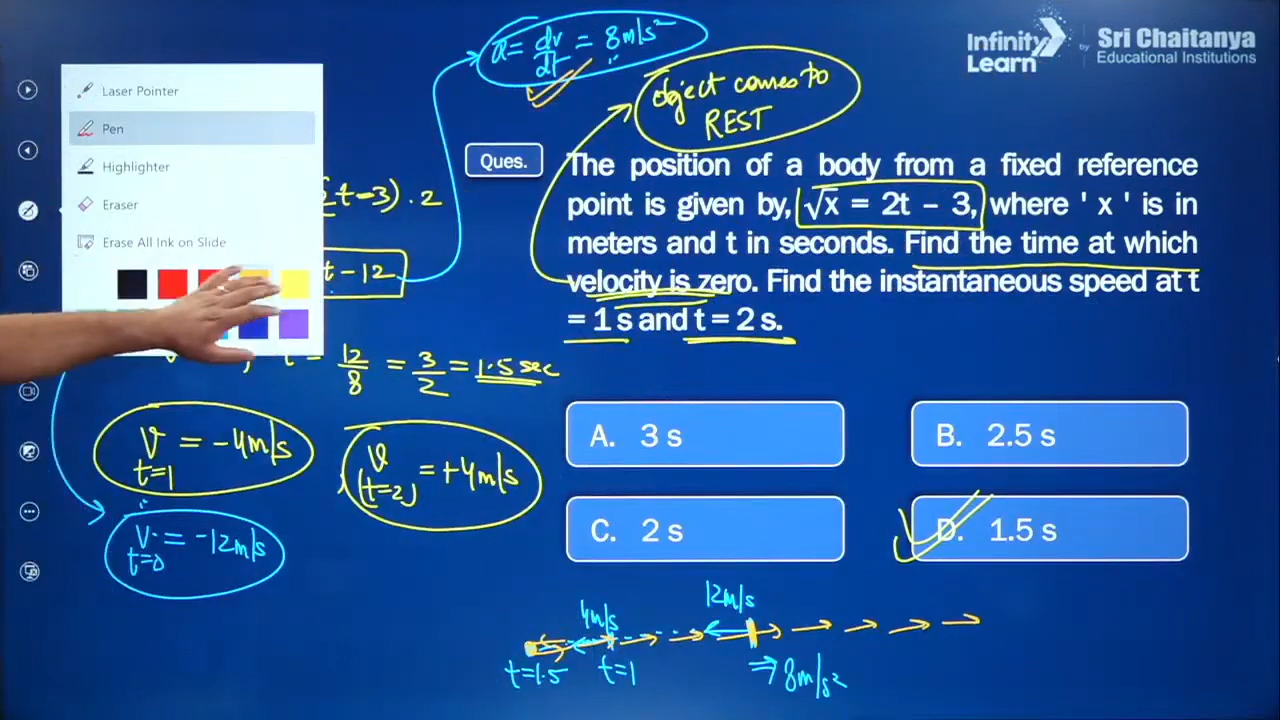 a = dv/dt = 8m/s²
object comes to
REST
Infinity
Learn
by
Sri Chaitanya
Educational Institutions
Laser Pointer
Pen
Highlighter
Eraser
Erase All Ink on Slide
t-3).2
t-12
Ques.
The position of a body from a fixed reference
point is given by, √x = 2t – 3, where ' x ' is in
meters and t in seconds. Find the time at which
velocity is zero. Find the instantaneous speed at t
= 1 s and t = 2 s.
12/8 = 3/2 = 1.5 sec
A. 3 s
B. 2.5 s
C. 2 s
D. 1.5 s
V t=1 = -4m/s
V (t=2) = +4m/s
V t=0 = -12m/s
4m/s
12m/s
t=1.5
t=1
⇒ 8m/s²